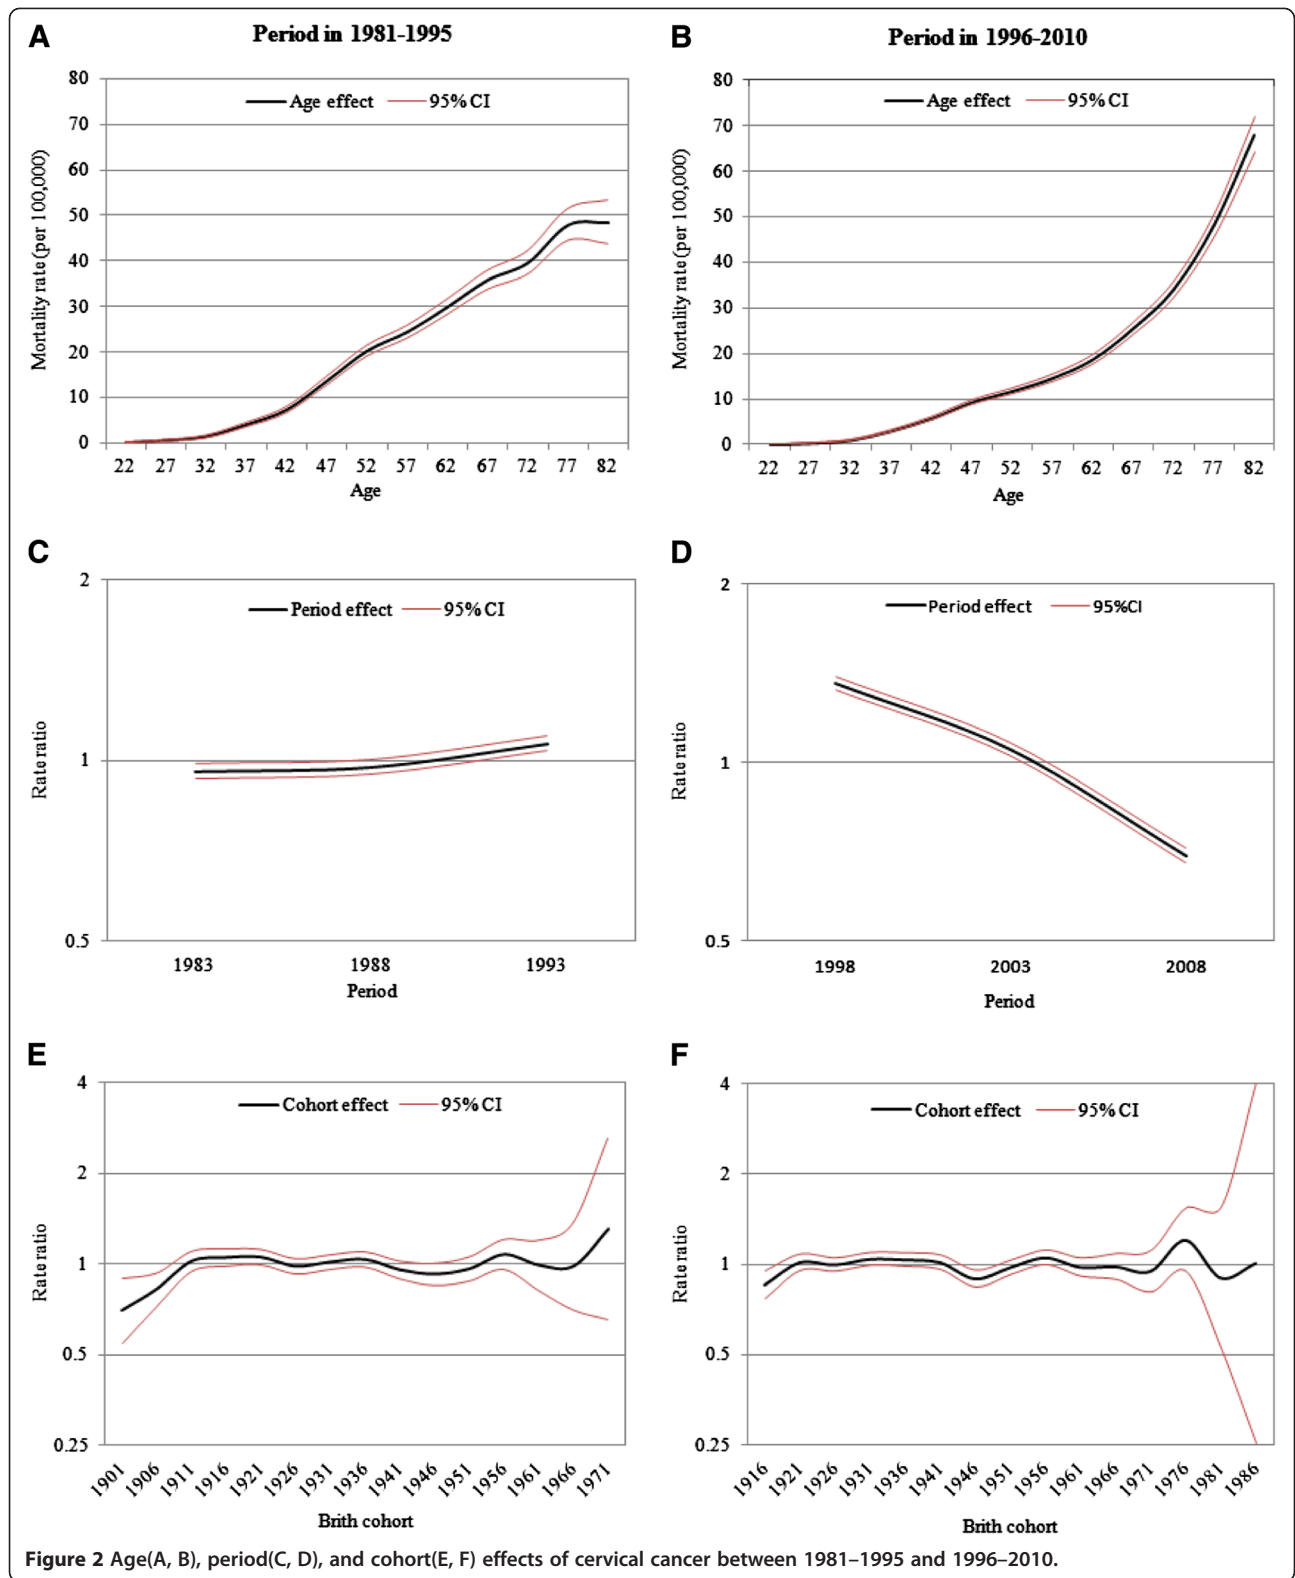 A
Period in 1981-1995
80
70
60
50
40
30
20
10
0
Mortality rate (per 100,000)
Age effect 95% CI
22 27 32 37 42 47 52 57 62 67 72 77 82
Age
B
Period in 1996-2010
80
70
60
50
40
30
20
10
0
Mortality rate (per 100,000)
Age effect 95% CI
22 27 32 37 42 47 52 57 62 67 72 77 82
Age
C
2
1
0.5
Rate ratio
Period effect 95% CI
1983 1988 1993
Period
D
2
1
0.5
Rate ratio
Period effect 95%CI
1998 2003 2008
Period
E
4
2
1
0.5
0.25
Rate ratio
Cohort effect 95% CI
1901 1906 1911 1916 1921 1926 1931 1936 1941 1946 1951 1956 1961 1966 1971
Brith cohort
F
4
2
1
0.5
0.25
Rate ratio
Cohort effect 95% CI
1916 1921 1926 1931 1936 1941 1946 1951 1956 1961 1966 1971 1976 1981 1986
Brith cohort
Figure 2 Age(A, B), period(C, D), and cohort(E, F) effects of cervical cancer between 1981–1995 and 1996–2010.